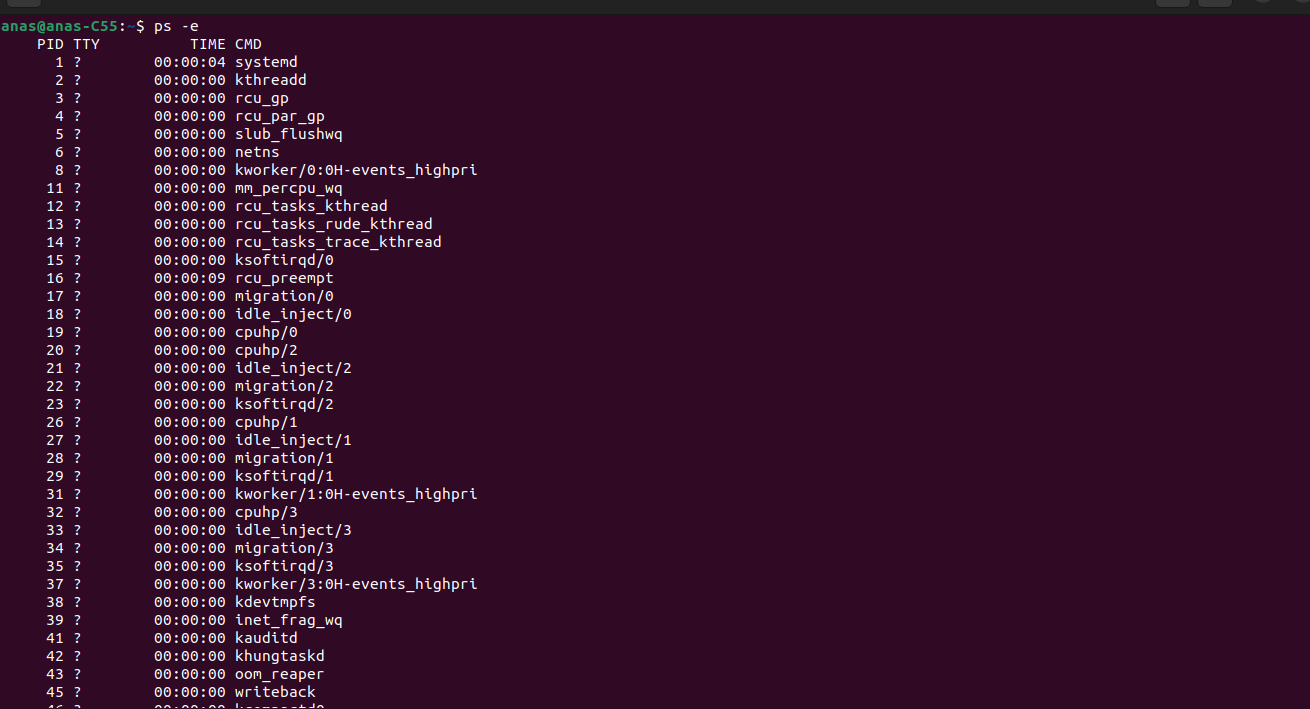 anas@anas-C55:~$ ps -e
    PID TTY          TIME CMD
      1 ?        00:00:04 systemd
      2 ?        00:00:00 kthreadd
      3 ?        00:00:00 rcu_gp
      4 ?        00:00:00 rcu_par_gp
      5 ?        00:00:00 slub_flushwq
      6 ?        00:00:00 netns
      8 ?        00:00:00 kworker/0:0H-events_highpri
     11 ?        00:00:00 mm_percpu_wq
     12 ?        00:00:00 rcu_tasks_kthread
     13 ?        00:00:00 rcu_tasks_rude_kthread
     14 ?        00:00:00 rcu_tasks_trace_kthread
     15 ?        00:00:00 ksoftirqd/0
     16 ?        00:00:09 rcu_preempt
     17 ?        00:00:00 migration/0
     18 ?        00:00:00 idle_inject/0
     19 ?        00:00:00 cpuhp/0
     20 ?        00:00:00 cpuhp/2
     21 ?        00:00:00 idle_inject/2
     22 ?        00:00:00 migration/2
     23 ?        00:00:00 ksoftirqd/2
     26 ?        00:00:00 cpuhp/1
     27 ?        00:00:00 idle_inject/1
     28 ?        00:00:00 migration/1
     29 ?        00:00:00 ksoftirqd/1
     31 ?        00:00:00 kworker/1:0H-events_highpri
     32 ?        00:00:00 cpuhp/3
     33 ?        00:00:00 idle_inject/3
     34 ?        00:00:00 migration/3
     35 ?        00:00:00 ksoftirqd/3
     37 ?        00:00:00 kworker/3:0H-events_highpri
     38 ?        00:00:00 kdevtmpfs
     39 ?        00:00:00 inet_frag_wq
     41 ?        00:00:00 kauditd
     42 ?        00:00:00 khungtaskd
     43 ?        00:00:00 oom_reaper
     45 ?        00:00:00 writeback